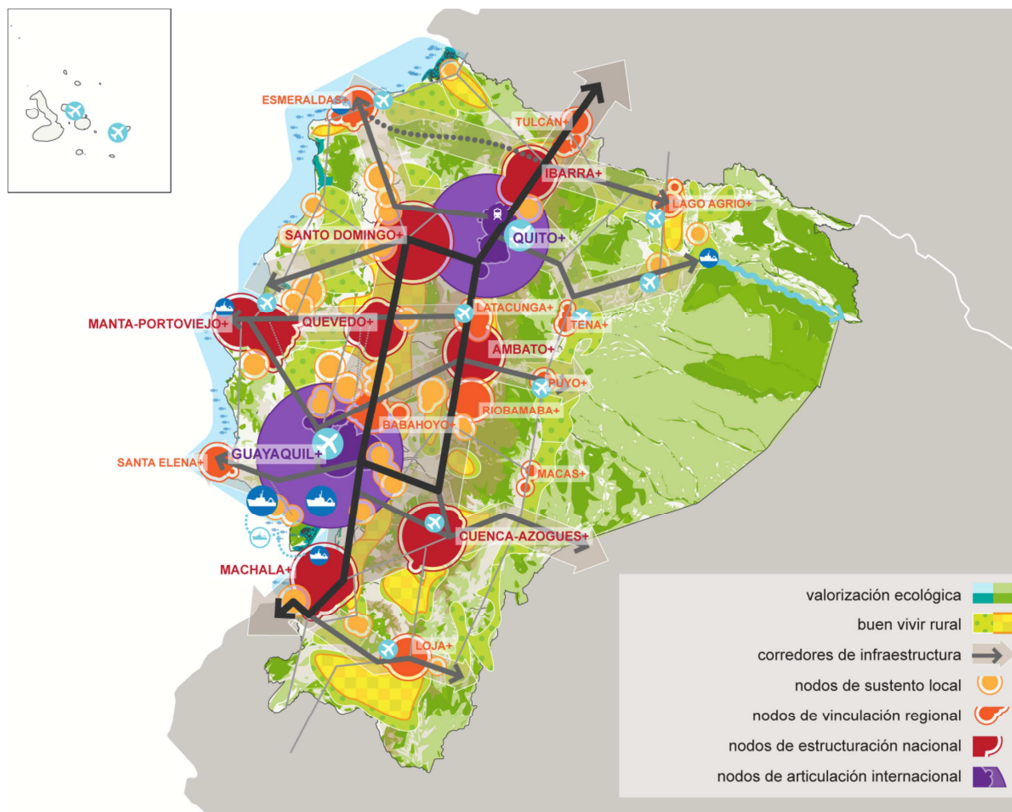 ESMERALDAS+
TULCÁN+
IBARRA+
LAGO AGRIO+
SANTO DOMINGO+
QUITO+
MANTA-PORTOVIEJO+
QUEVEDO+
LATACUNGA+
TENA+
AMBATO+
PUYO+
RIOBAMABA+
BABAHOYO+
GUAYAQUIL+
SANTA ELENA+
MACAS+
CUENCA-AZOGUES+
MACHALA+
LOJA+
valorización ecológica
buen vivir rural
corredores de infraestructura
nodos de sustento local
nodos de vinculación regional
nodos de estructuración nacional
nodos de articulación internacional